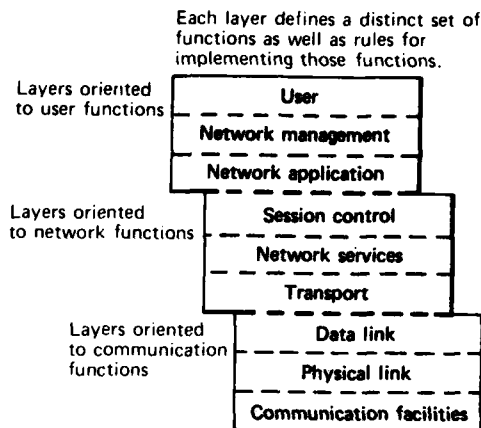 Each layer defines a distinct set of
functions as well as rules for
implementing those functions.
Layers oriented
to user functions
User
Network management
Network application
Layers oriented
to network functions
Session control
Network services
Transport
Layers oriented
to communication
functions
Data link
Physical link
Communication facilities